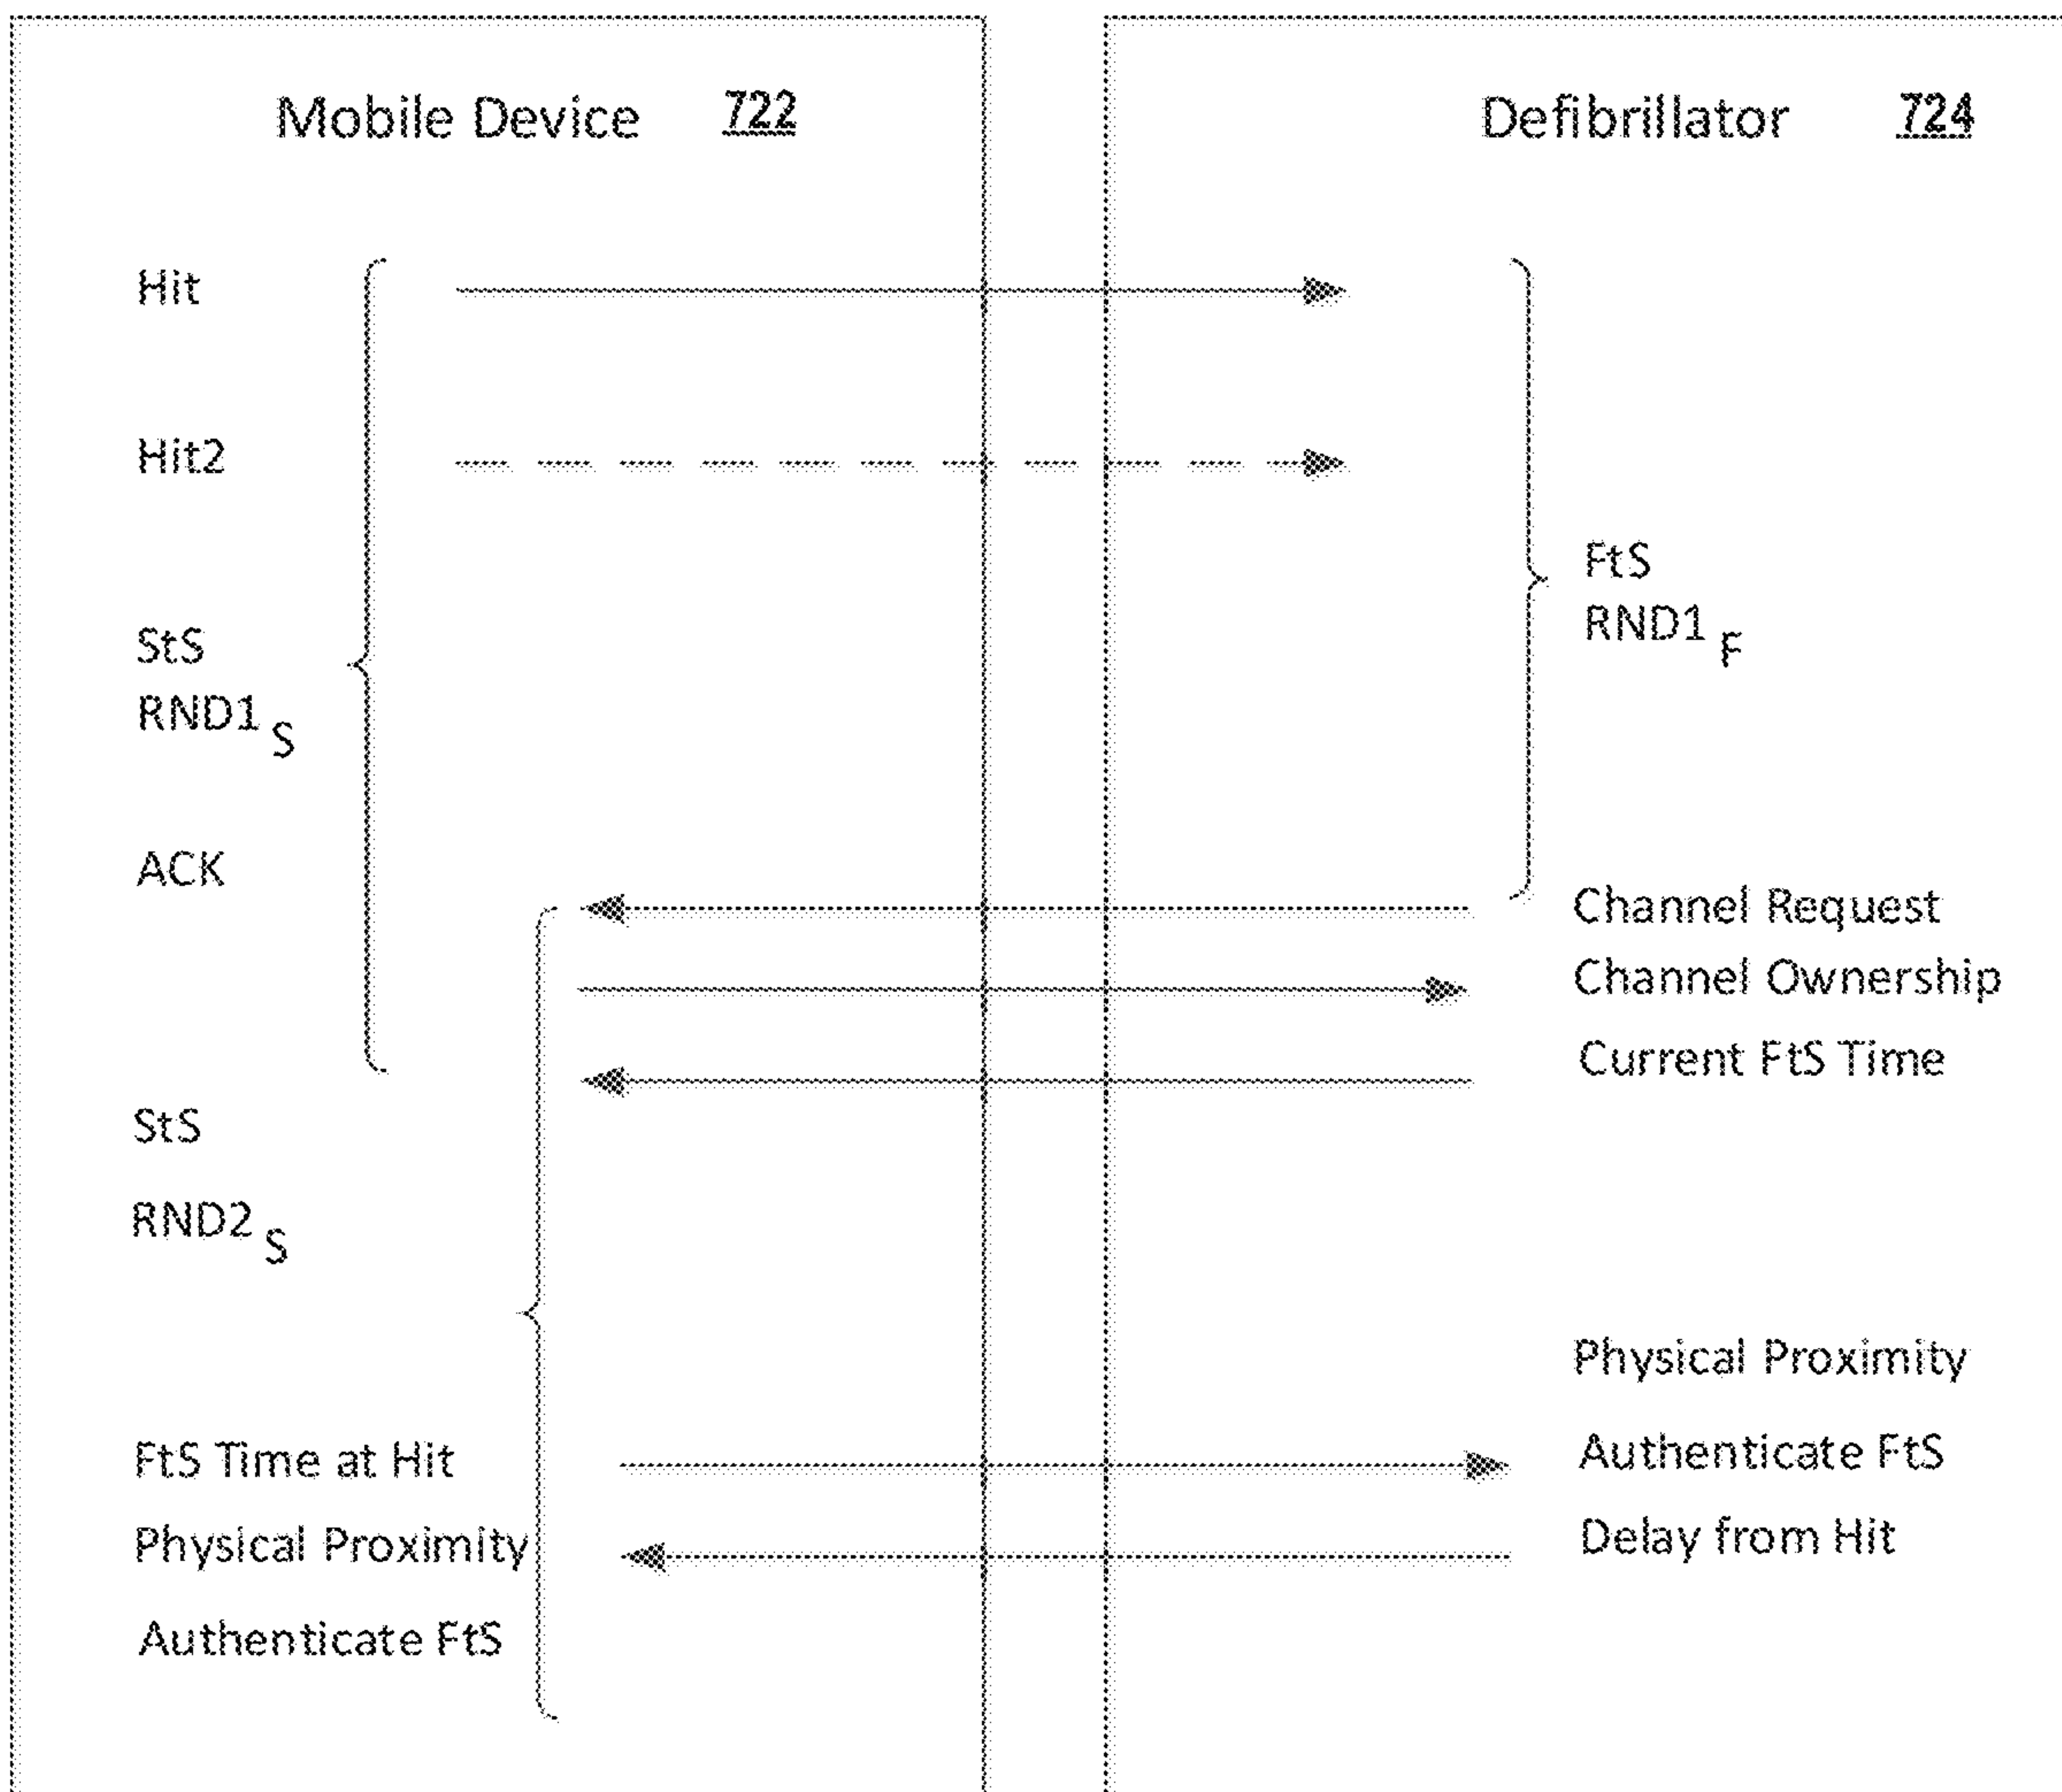 Mobile Device 722
Hit
Hit2
StS
RND1 S
ACK
StS
RND2 S
FtS Time at Hit
Physical Proximity
Authenticate FtS
Defibrillator 724
FtS
RND1 F
Channel Request
Channel Ownership
Current FtS Time
Physical Proximity
Authenticate FtS
Delay from Hit